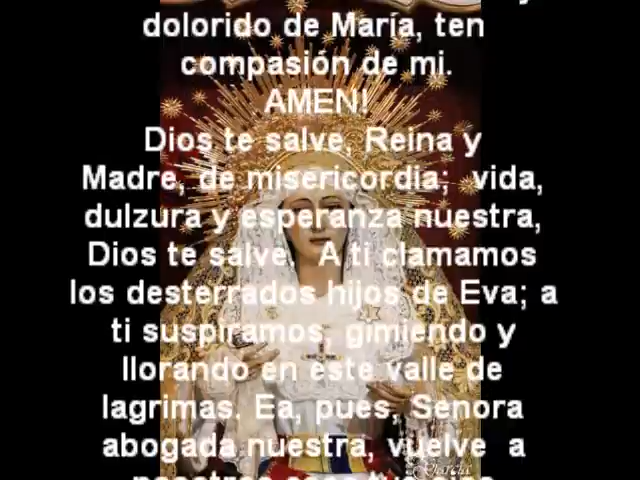 y
dolorido de María, ten
compasión de mi.
AMEN!
Dios te salve, Reina y
Madre, de misericordia; vida,
dulzura y esperanza nuestra,
Dios te salve. A ti clamamos
los desterrados hijos de Eva; a
ti suspiramos, gimiendo y
llorando en este valle de
lagrimas. Ea, pues, Senora
abogada nuestra, vuelve a
García